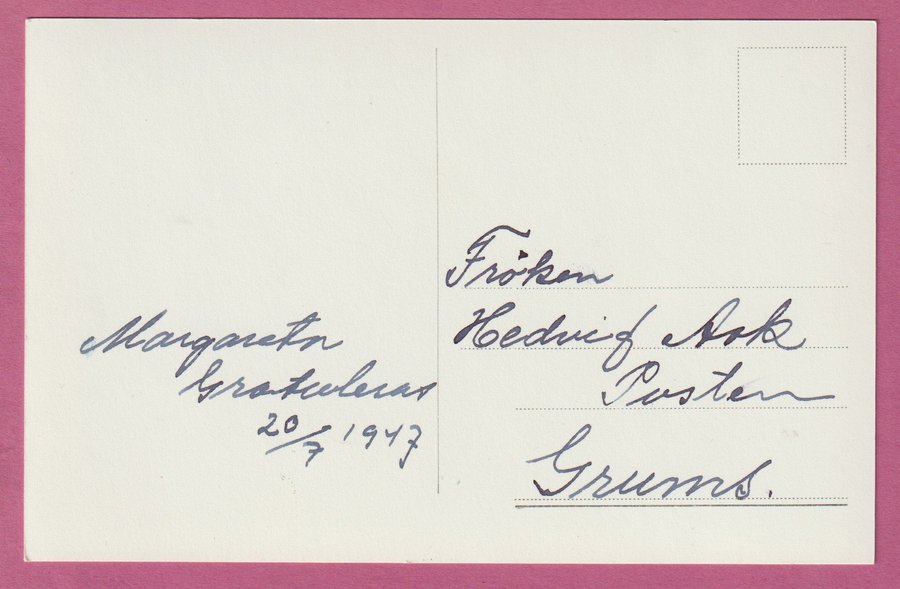 Margareta
Gratuleras
20/7 1947
Fröken
Hedvig Ask
Posten
Grums.